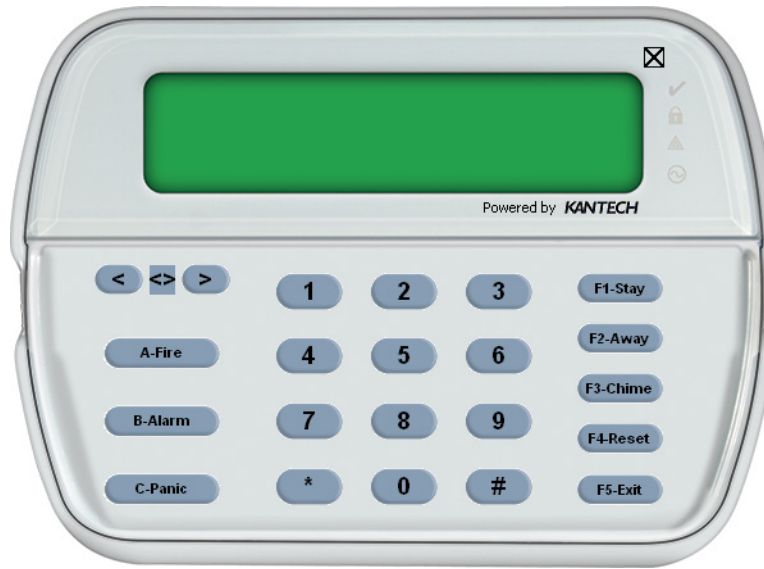 Powered by KANTECH
< <> > 
1 2 3
F1-Stay
A-Fire
4 5 6
F2-Away
F3-Chime
B-Alarm
7 8 9
F4-Reset
C-Panic
* 0 #
F5-Exit